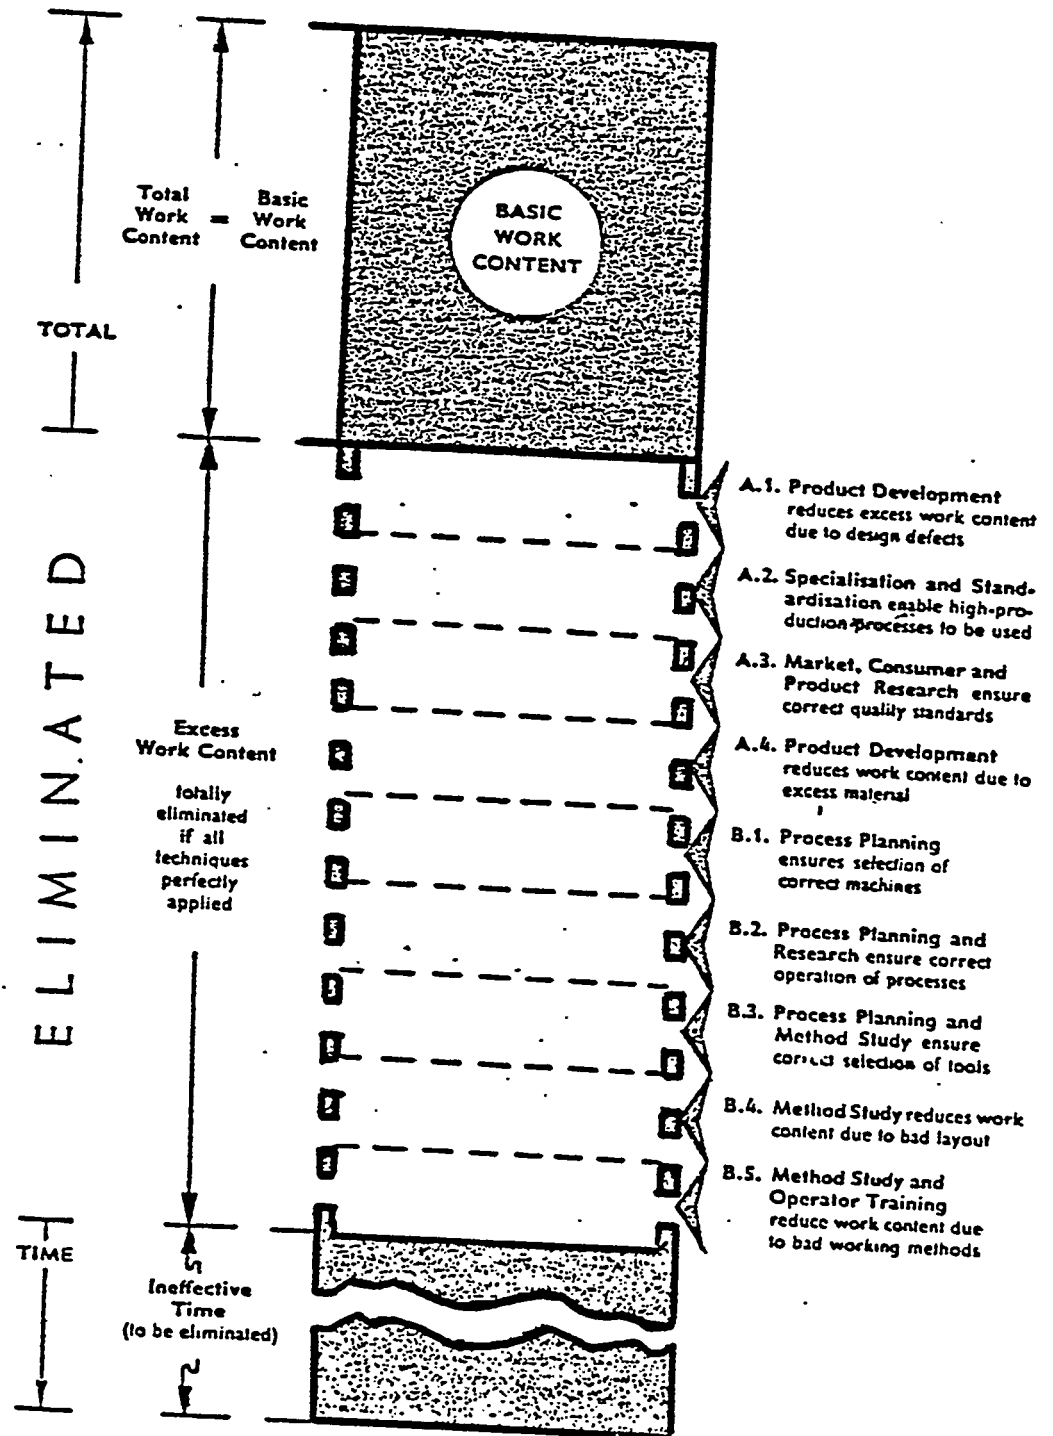 Total
Work
Content
=
Basic
Work
Content
BASIC
WORK
CONTENT
TOTAL
ELIMINATED
TIME
Excess
Work Content
totally
eliminated
if all
techniques
perfectly
applied
Ineffective
Time
(to be eliminated)
A.1. Product Development
reduces excess work content
due to design defects
A.2. Specialisation and Stand-
ardisation enable high-pro-
duction processes to be used
A.3. Market, Consumer and
Product Research ensure
correct quality standards
A.4. Product Development
reduces work content due to
excess material
B.1. Process Planning
ensures selection of
correct machines
B.2. Process Planning and
Research ensure correct
operation of processes
B.3. Process Planning and
Method Study ensure
correct selection of tools
B.4. Method Study reduces work
content due to bad layout
B.5. Method Study and
Operator Training
reduce work content due
to bad working methods